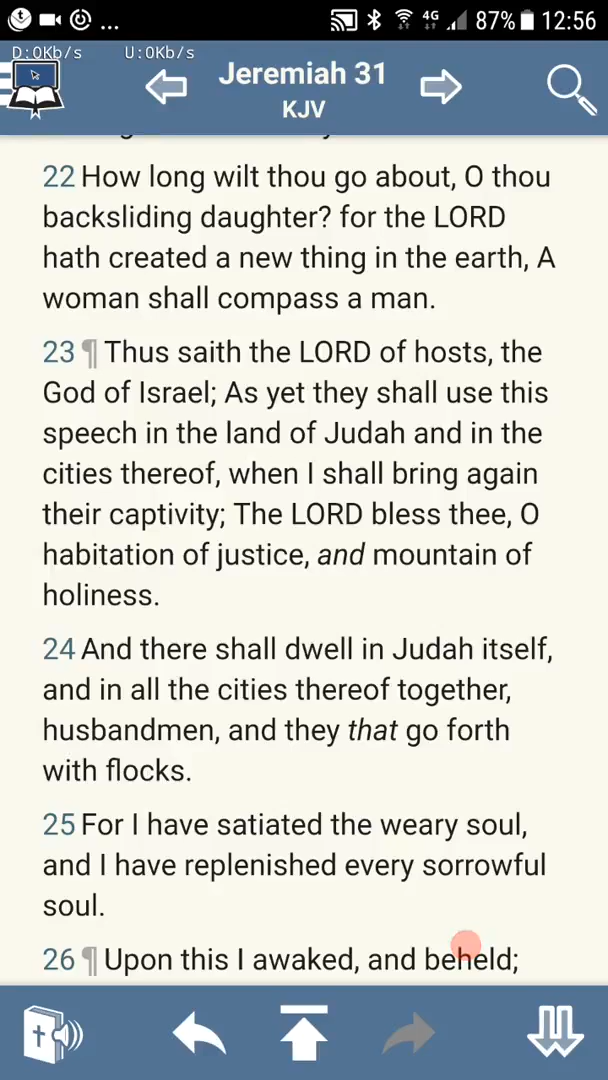 4G 87% 12:56
D:0Kb/s U:0Kb/s
Jeremiah 31
KJV
22 How long wilt thou go about, O thou
backsliding daughter? for the LORD
hath created a new thing in the earth, A
woman shall compass a man.
23 ¶ Thus saith the LORD of hosts, the
God of Israel; As yet they shall use this
speech in the land of Judah and in the
cities thereof, when I shall bring again
their captivity; The LORD bless thee, O
habitation of justice, and mountain of
holiness.
24 And there shall dwell in Judah itself,
and in all the cities thereof together,
husbandmen, and they that go forth
with flocks.
25 For I have satiated the weary soul,
and I have replenished every sorrowful
soul.
26 ¶ Upon this I awaked, and beheld;